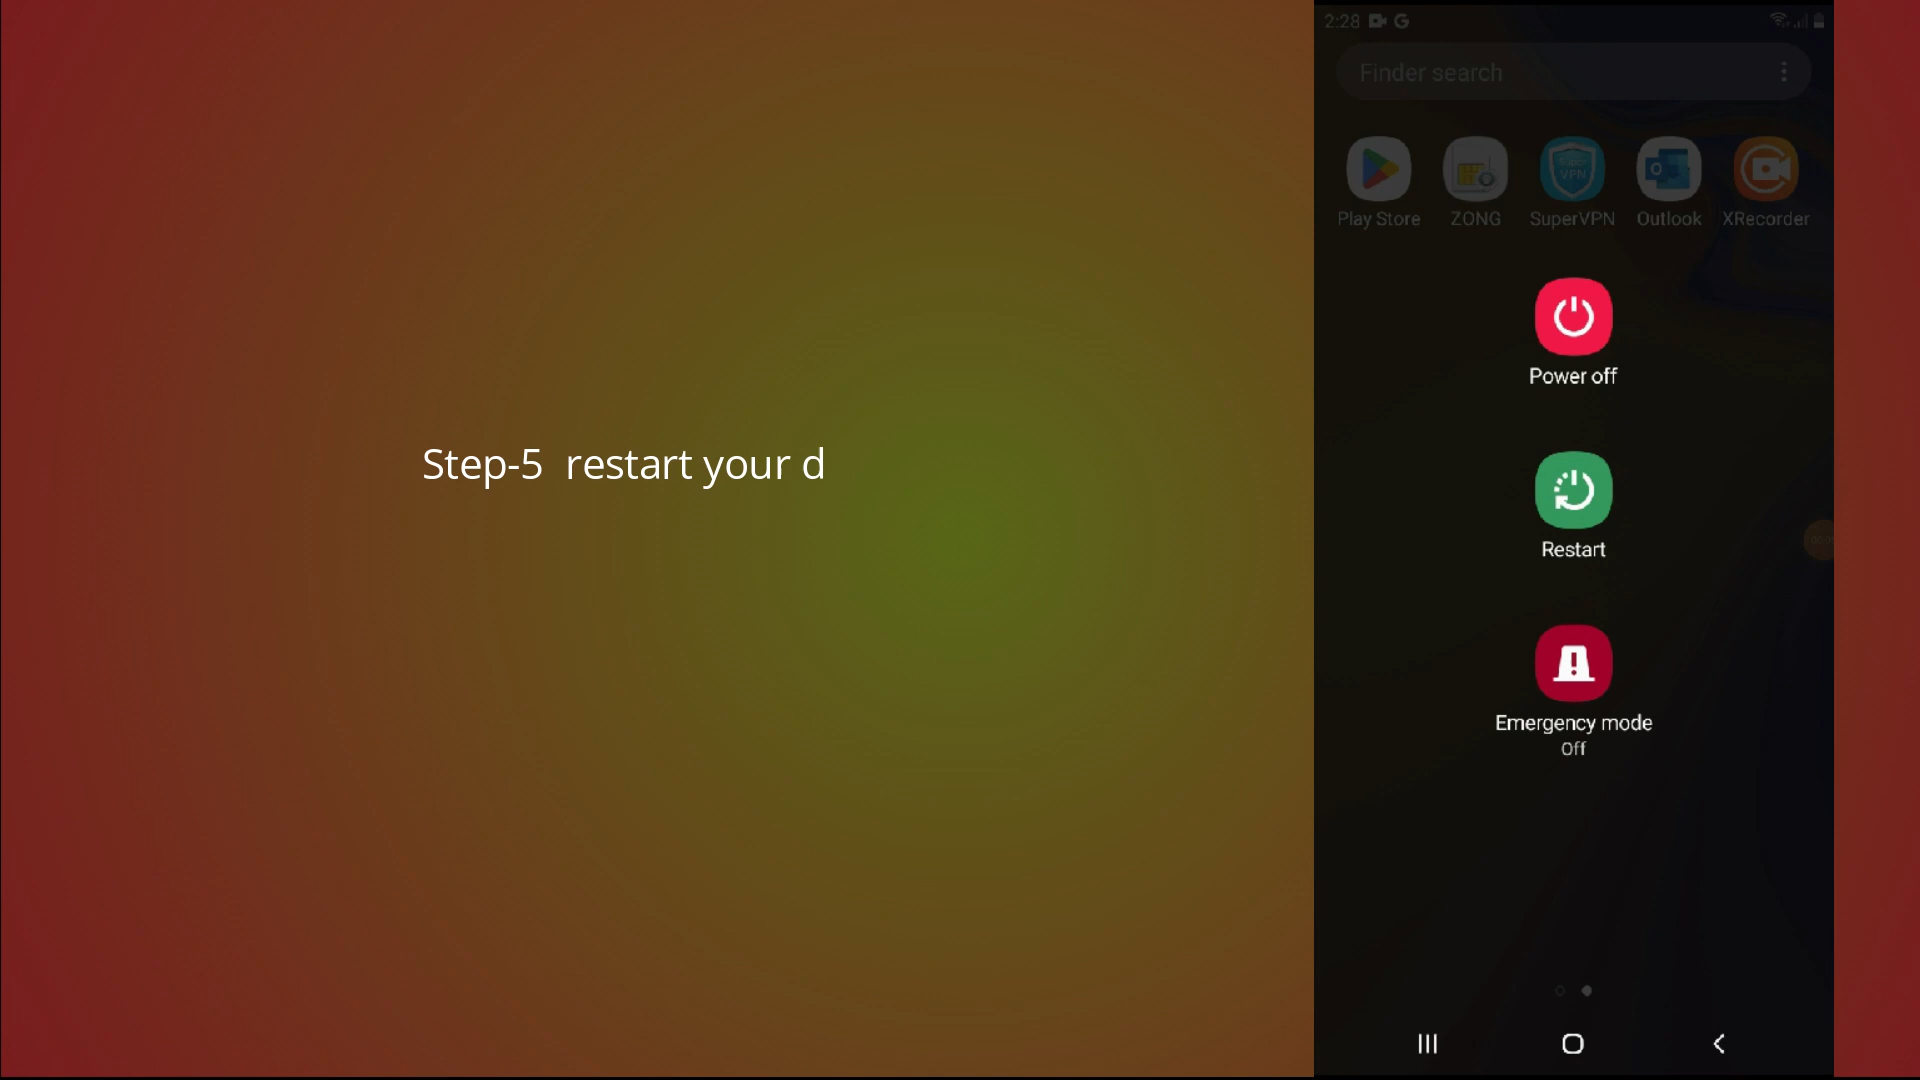 Step-5 restart your d
2:28
Finder search
Play Store ZONG SuperVPN Outlook XRecorder
Power off
Restart
Emergency mode
Off